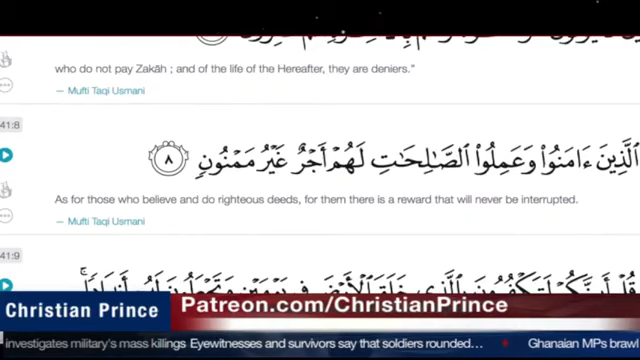 who do not pay Zakāh ; and of the life of the Hereafter, they are deniers."
— Mufti Taqi Usmani
41:8
ٱلَّذِينَ ءَامَنُوا۟ وَعَمِلُوا۟ ٱلصَّـٰلِحَـٰتِ لَهُمْ أَجْرٌ غَيْرُ مَمْنُونٍ ٨
As for those who believe and do righteous deeds, for them there is a reward that will never be interrupted.
— Mufti Taqi Usmani
41:9
Christian Prince
Patreon.com/ChristianPrince
investigates military's mass killings Eyewitnesses and survivors say that soldiers rounded... Ghanaian MPs brawl